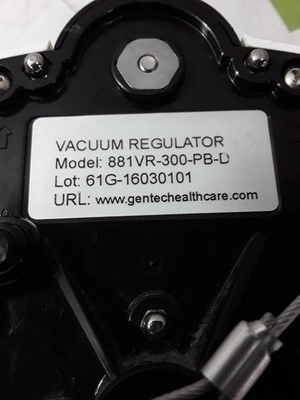 VACUUM REGULATOR
Model: 881VR-300-PB-D
Lot: 61G-16030101
URL: www.gentechealthcare.com